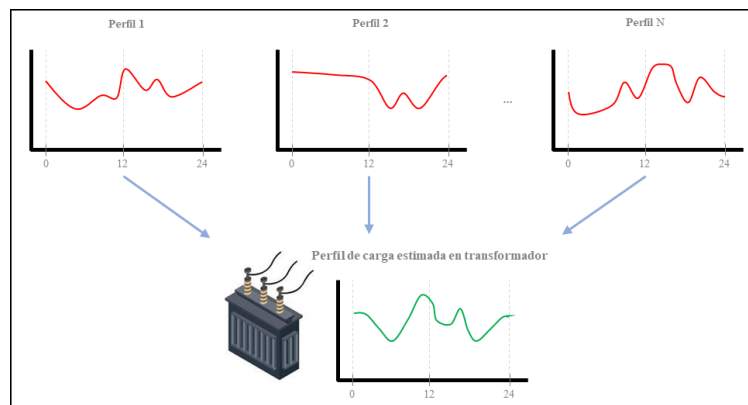 Perfil 1
Perfil 2
Perfil N
...
0 12 24
0 12 24
0 12 24
Perfil de carga estimada en transformador
0 12 24